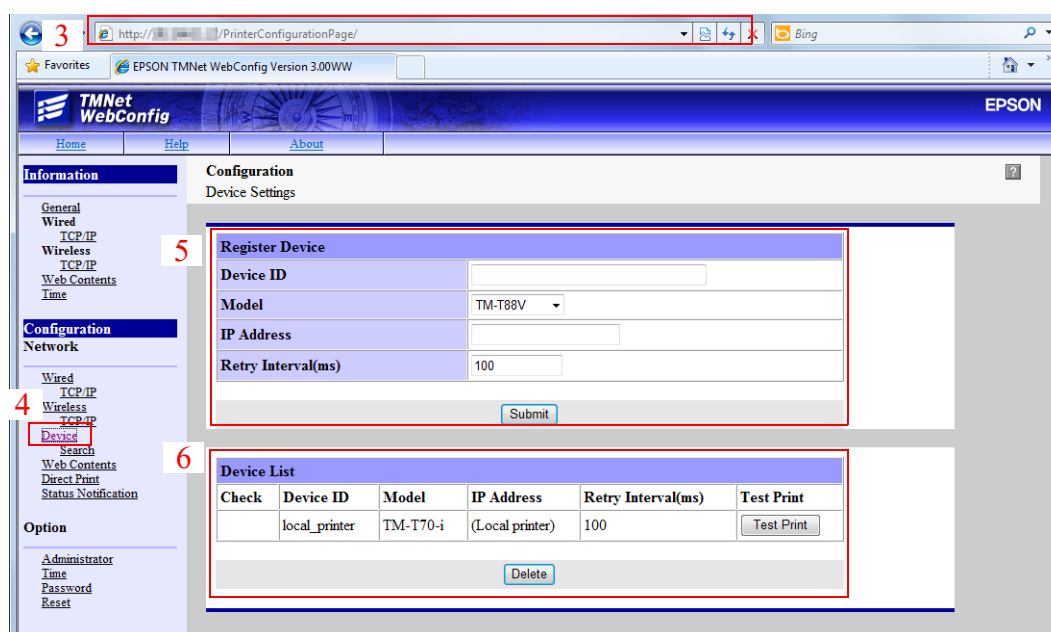 3
http:// /PrinterConfigurationPage/
Bing
Favorites
EPSON TMNet WebConfig Version 3.00WW
TMNet
WebConfig
EPSON
Home Help About
Information
General
Wired
TCP/IP
Wireless
TCP/IP
Web Contents
Time
Configuration
Network
Wired
TCP/IP
4
Wireless
TCP/IP
Device
Search
Web Contents
Direct Print
Status Notification
Option
Administrator
Time
Password
Reset
Configuration
?
Device Settings
5
Register Device
Device ID
Model TM-T88V
IP Address
Retry Interval(ms) 100
Submit
6
Device List
Check Device ID Model IP Address Retry Interval(ms) Test Print
local_printer TM-T70-i (Local printer) 100 Test Print
Delete